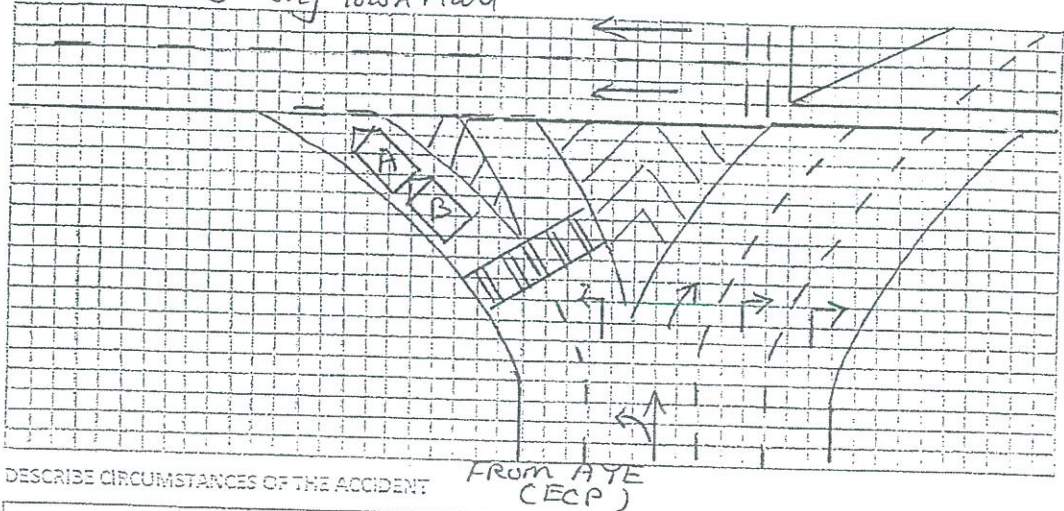 A
B
DESCRIBE CIRCUMSTANCES OF THE ACCIDENT
FROM AYE
(ECP)